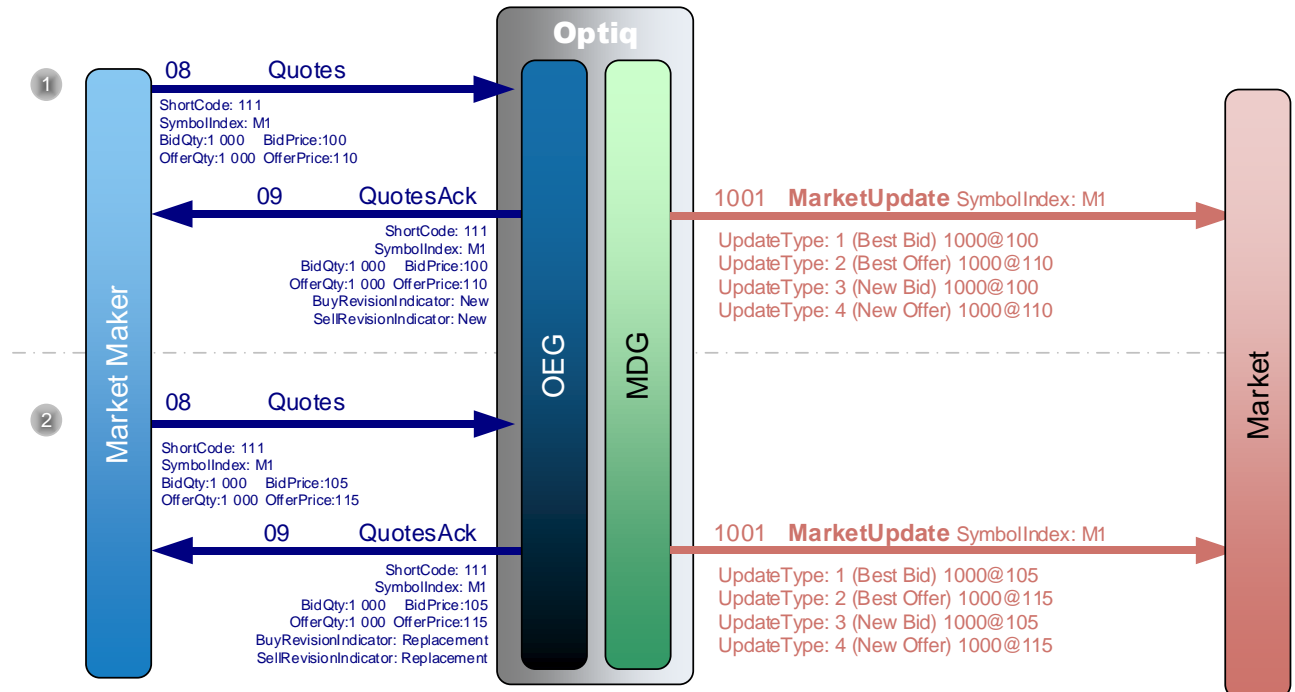 Optiq
1
08 Quotes
ShortCode: 111
SymbolIndex: M1
BidQty:1 000 BidPrice:100
OfferQty:1 000 OfferPrice:110
09 QuotesAck
ShortCode: 111
SymbolIndex: M1
BidQty:1 000 BidPrice:100
OfferQty:1 000 OfferPrice:110
BuyRevisionIndicator: New
SellRevisionIndicator: New
1001 MarketUpdate SymbolIndex: M1
UpdateType: 1 (Best Bid) 1000@100
UpdateType: 2 (Best Offer) 1000@110
UpdateType: 3 (New Bid) 1000@100
UpdateType: 4 (New Offer) 1000@110
Market Maker
OEG
MDG
Market
2
08 Quotes
ShortCode: 111
SymbolIndex: M1
BidQty:1 000 BidPrice:105
OfferQty:1 000 OfferPrice:115
09 QuotesAck
ShortCode: 111
SymbolIndex: M1
BidQty:1 000 BidPrice:105
OfferQty:1 000 OfferPrice:115
BuyRevisionIndicator: Replacement
SellRevisionIndicator: Replacement
1001 MarketUpdate SymbolIndex: M1
UpdateType: 1 (Best Bid) 1000@105
UpdateType: 2 (Best Offer) 1000@115
UpdateType: 3 (New Bid) 1000@105
UpdateType: 4 (New Offer) 1000@115